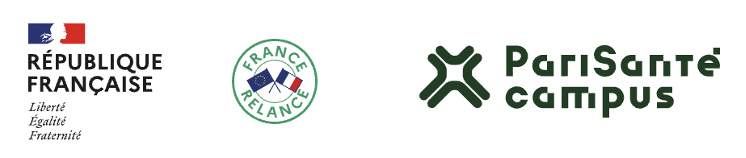 RÉPUBLIQUE
FRANÇAISE
Liberté
Égalité
Fraternité
FRANCE
RELANCE
PariSanté
campus